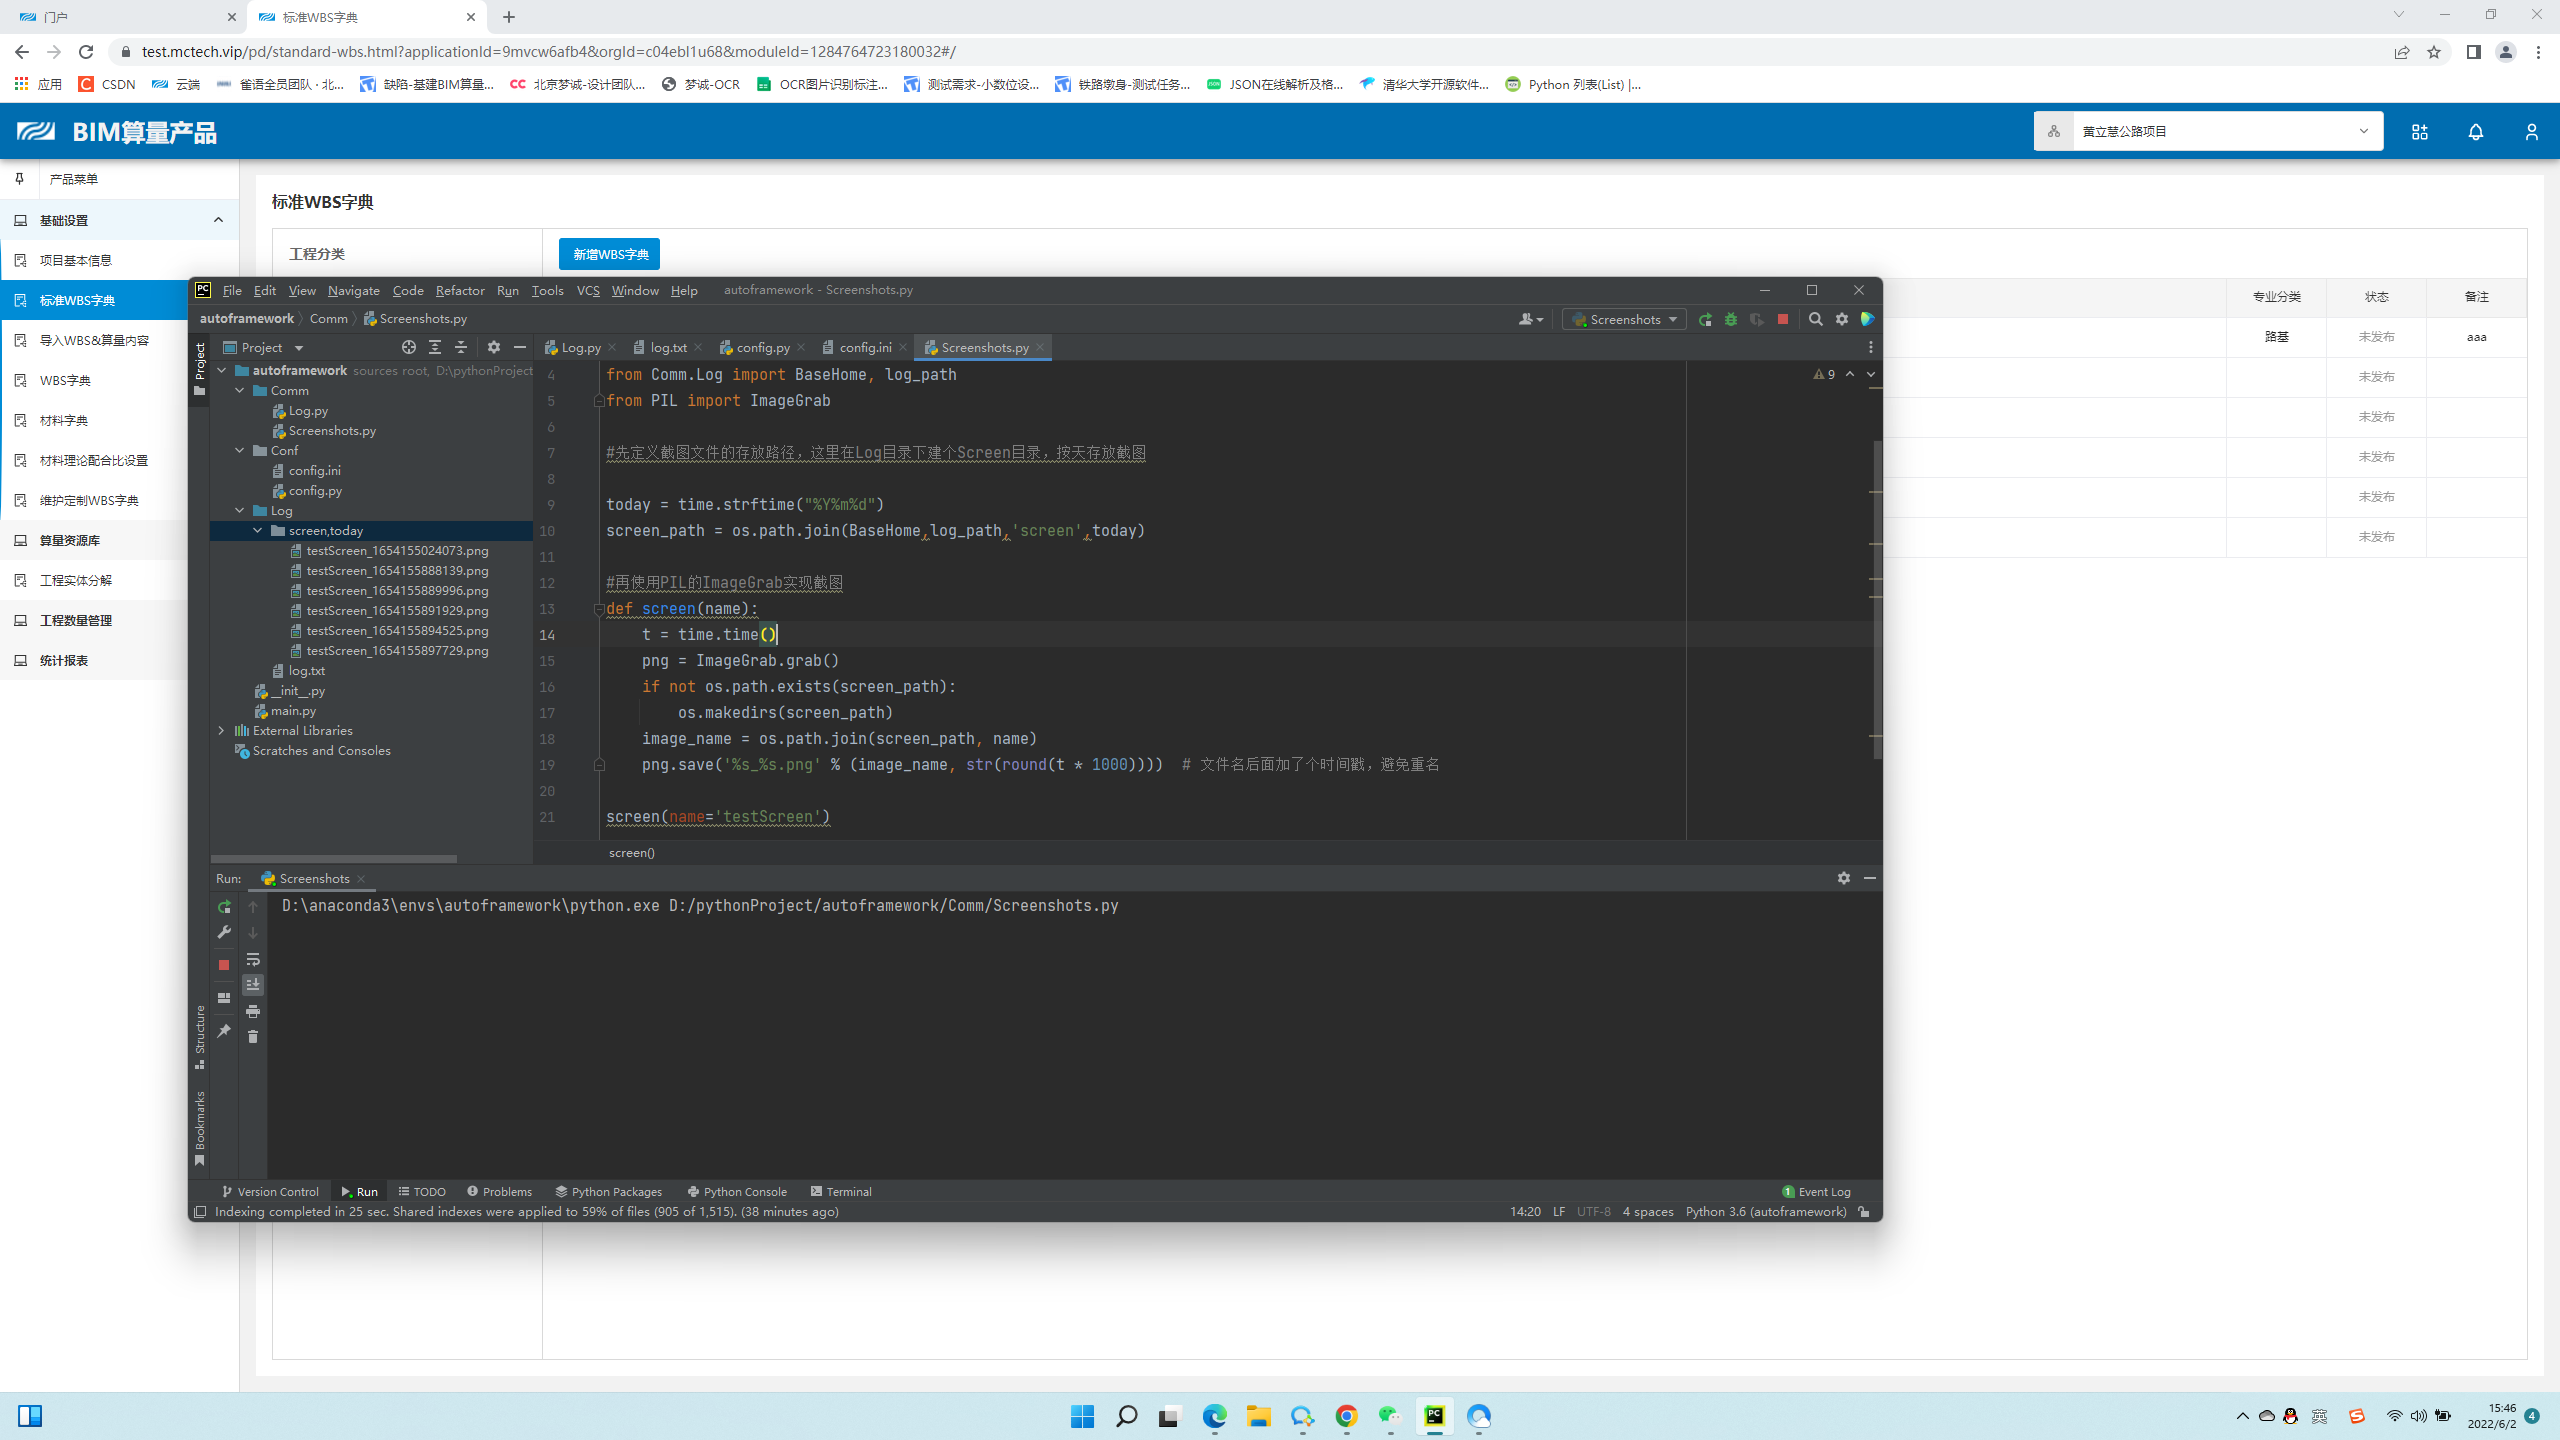 门户
标准WBS字典
test.mctech.vip/pd/standard-wbs.html?applicationId=9mvcw6afb4&orgId=c04ebl1u68&moduleId=1284764723180032#/
应用 CSDN 云端 雀语全员团队 · 北... 缺陷-基建BIM算量... 北京梦诚-设计团队... 梦诚-OCR OCR图片识别标注... 测试需求-小数位设... 铁路墩身-测试任务... JSON在线解析及格... 清华大学开源软件... Python 列表(List) |...
BIM算量产品
黄立慧公路项目
产品菜单
基础设置
项目基本信息
标准WBS字典
导入WBS&算量内容
WBS字典
材料字典
材料理论配合比设置
维护定制WBS字典
算量资源库
工程实体分解
工程数量管理
统计报表
标准WBS字典
工程分类
新增WBS字典
专业分类 状态 备注
路基 未发布 aaa
未发布
未发布
未发布
未发布
未发布
File Edit View Navigate Code Refactor Run Tools VCS Window Help autoframework - Screenshots.py
autoframework Comm Screenshots.py
Screenshots
Project
Project
autoframework sources root, D:\pythonProject
Comm
Log.py
Screenshots.py
Conf
config.ini
config.py
Log
screen,today
testScreen_1654155024073.png
testScreen_1654155888139.png
testScreen_1654155889996.png
testScreen_1654155891929.png
testScreen_1654155894525.png
testScreen_1654155897729.png
log.txt
__init__.py
main.py
External Libraries
Scratches and Consoles
Log.py log.txt config.py config.ini Screenshots.py
9
4 from Comm.Log import BaseHome, log_path
5 from PIL import ImageGrab
6
7 #先定义截图文件的存放路径，这里在Log目录下建个Screen目录，按天存放截图
8
9 today = time.strftime("%Y%m%d")
10 screen_path = os.path.join(BaseHome,log_path,'screen',today)
11
12 #再使用PIL的ImageGrab实现截图
13 def screen(name):
14 t = time.time()
15 png = ImageGrab.grab()
16 if not os.path.exists(screen_path):
17 os.makedirs(screen_path)
18 image_name = os.path.join(screen_path, name)
19 png.save('%s_%s.png' % (image_name, str(round(t * 1000)))) # 文件名后面加了个时间戳，避免重名
20
21 screen(name='testScreen')
screen()
Run: Screenshots
D:\anaconda3\envs\autoframework\python.exe D:/pythonProject/autoframework/Comm/Screenshots.py
Structure
Bookmarks
Version Control Run TODO Problems Python Packages Python Console Terminal 1 Event Log
Indexing completed in 25 sec. Shared indexes were applied to 59% of files (905 of 1,515). (38 minutes ago) 14:20 LF UTF-8 4 spaces Python 3.6 (autoframework)
英
15:46
2022/6/2
4